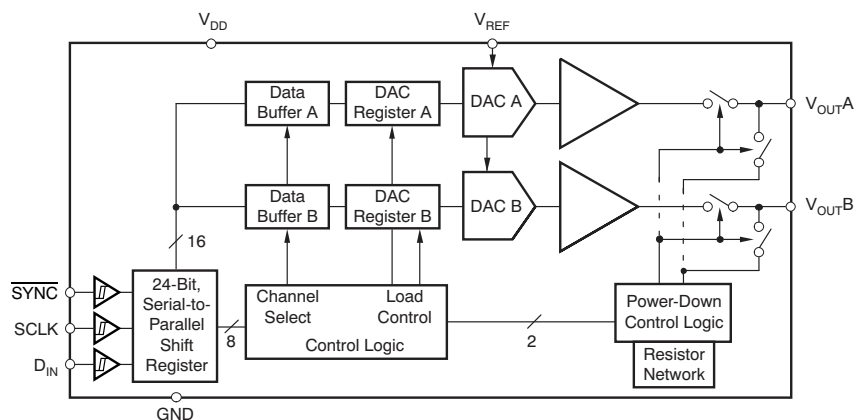 VDD
VREF
Data
Buffer A
DAC
Register A
DAC A
VOUTA
Data
Buffer B
DAC
Register B
DAC B
VOUTB
16
SYNC
SCLK
DIN
24-Bit,
Serial-to-
Parallel
Shift
Register
8
Channel
Select
Load
Control
Control Logic
2
Power-Down
Control Logic
Resistor
Network
GND